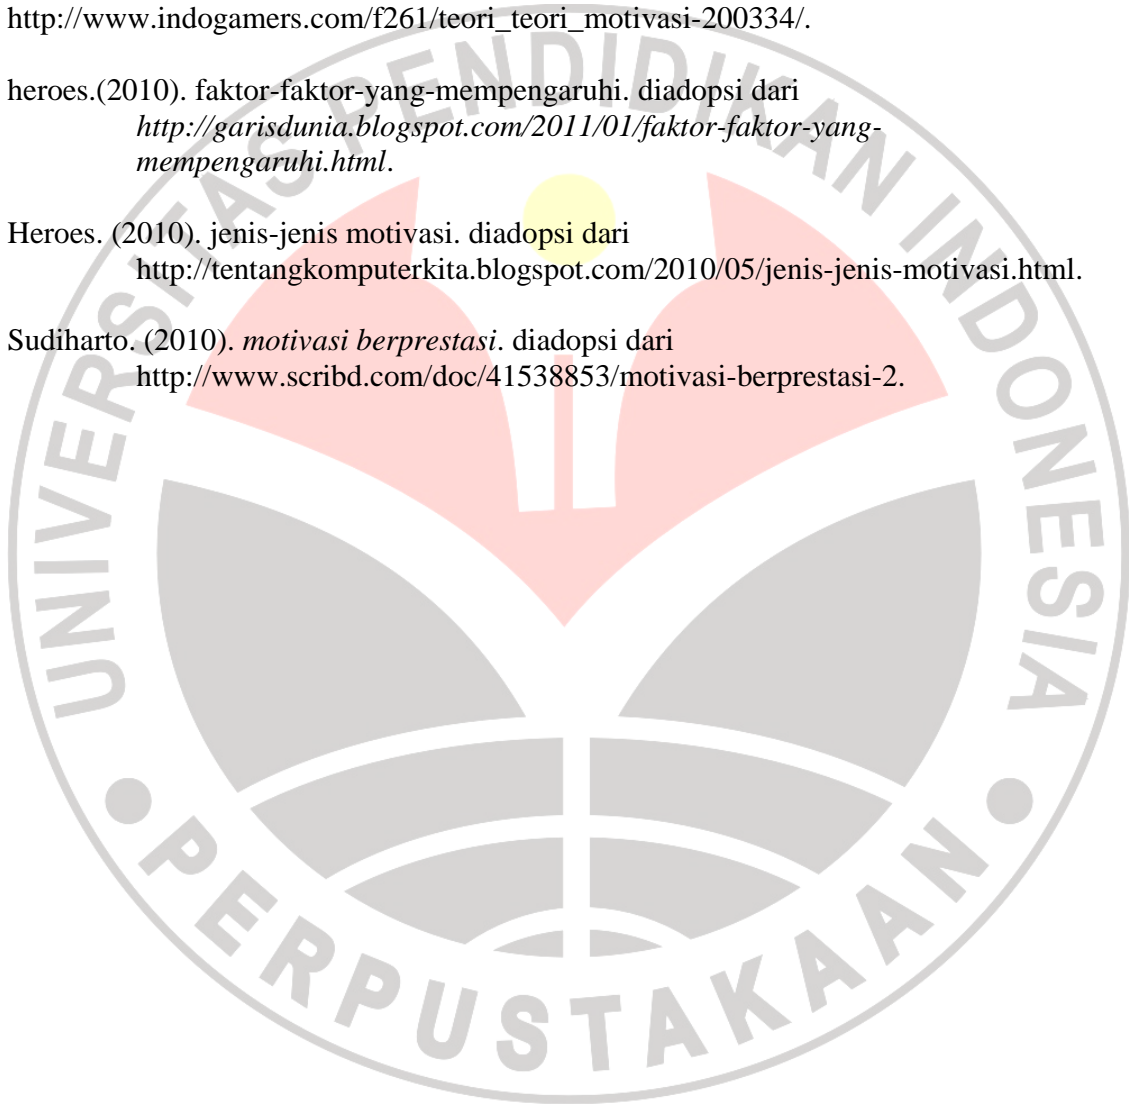 http://www.indogamers.com/f261/teori_teori_motivasi-200334/.
heroes.(2010). faktor-faktor-yang-mempengaruhi. diadopsi dari
http://garisdunia.blogspot.com/2011/01/faktor-faktor-yang-
mempengaruhi.html.
Heroes. (2010). jenis-jenis motivasi. diadopsi dari
http://tentangkomputerkita.blogspot.com/2010/05/jenis-jenis-motivasi.html.
Sudiharto. (2010). motivasi berprestasi. diadopsi dari
http://www.scribd.com/doc/41538853/motivasi-berprestasi-2.
UNIVERSITAS PENDIDIKAN INDONESIA
PERPUSTAKAAN